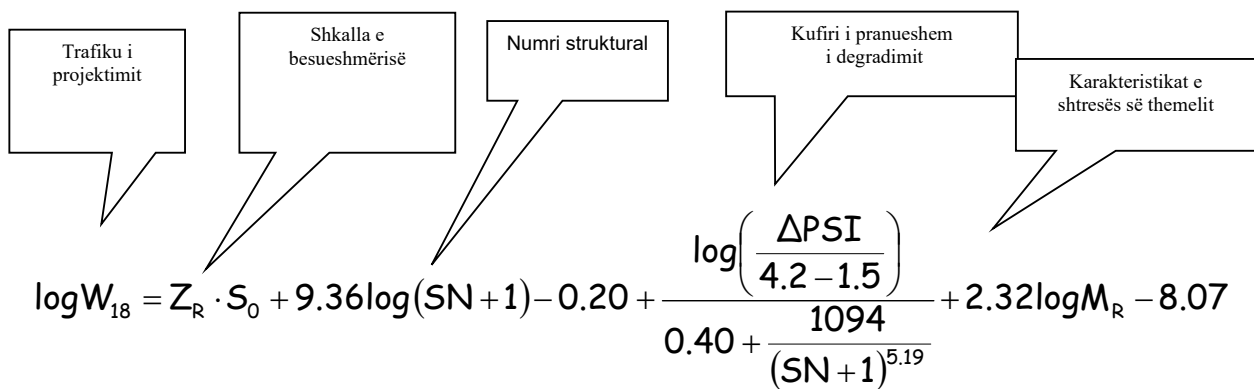 Trafiku i
projektimit
Shkalla e
besueshmërisë
Numri struktural
Kufiri i pranueshem
i degradimit
Karakteristikat e
shtresës së themelit
logW₁₈ = Z_R · S₀ + 9.36log(SN + 1) − 0.20 + log(ΔPSI / (4.2 − 1.5)) / (0.40 + 1094 / (SN + 1)^5.19) + 2.32logM_R − 8.07